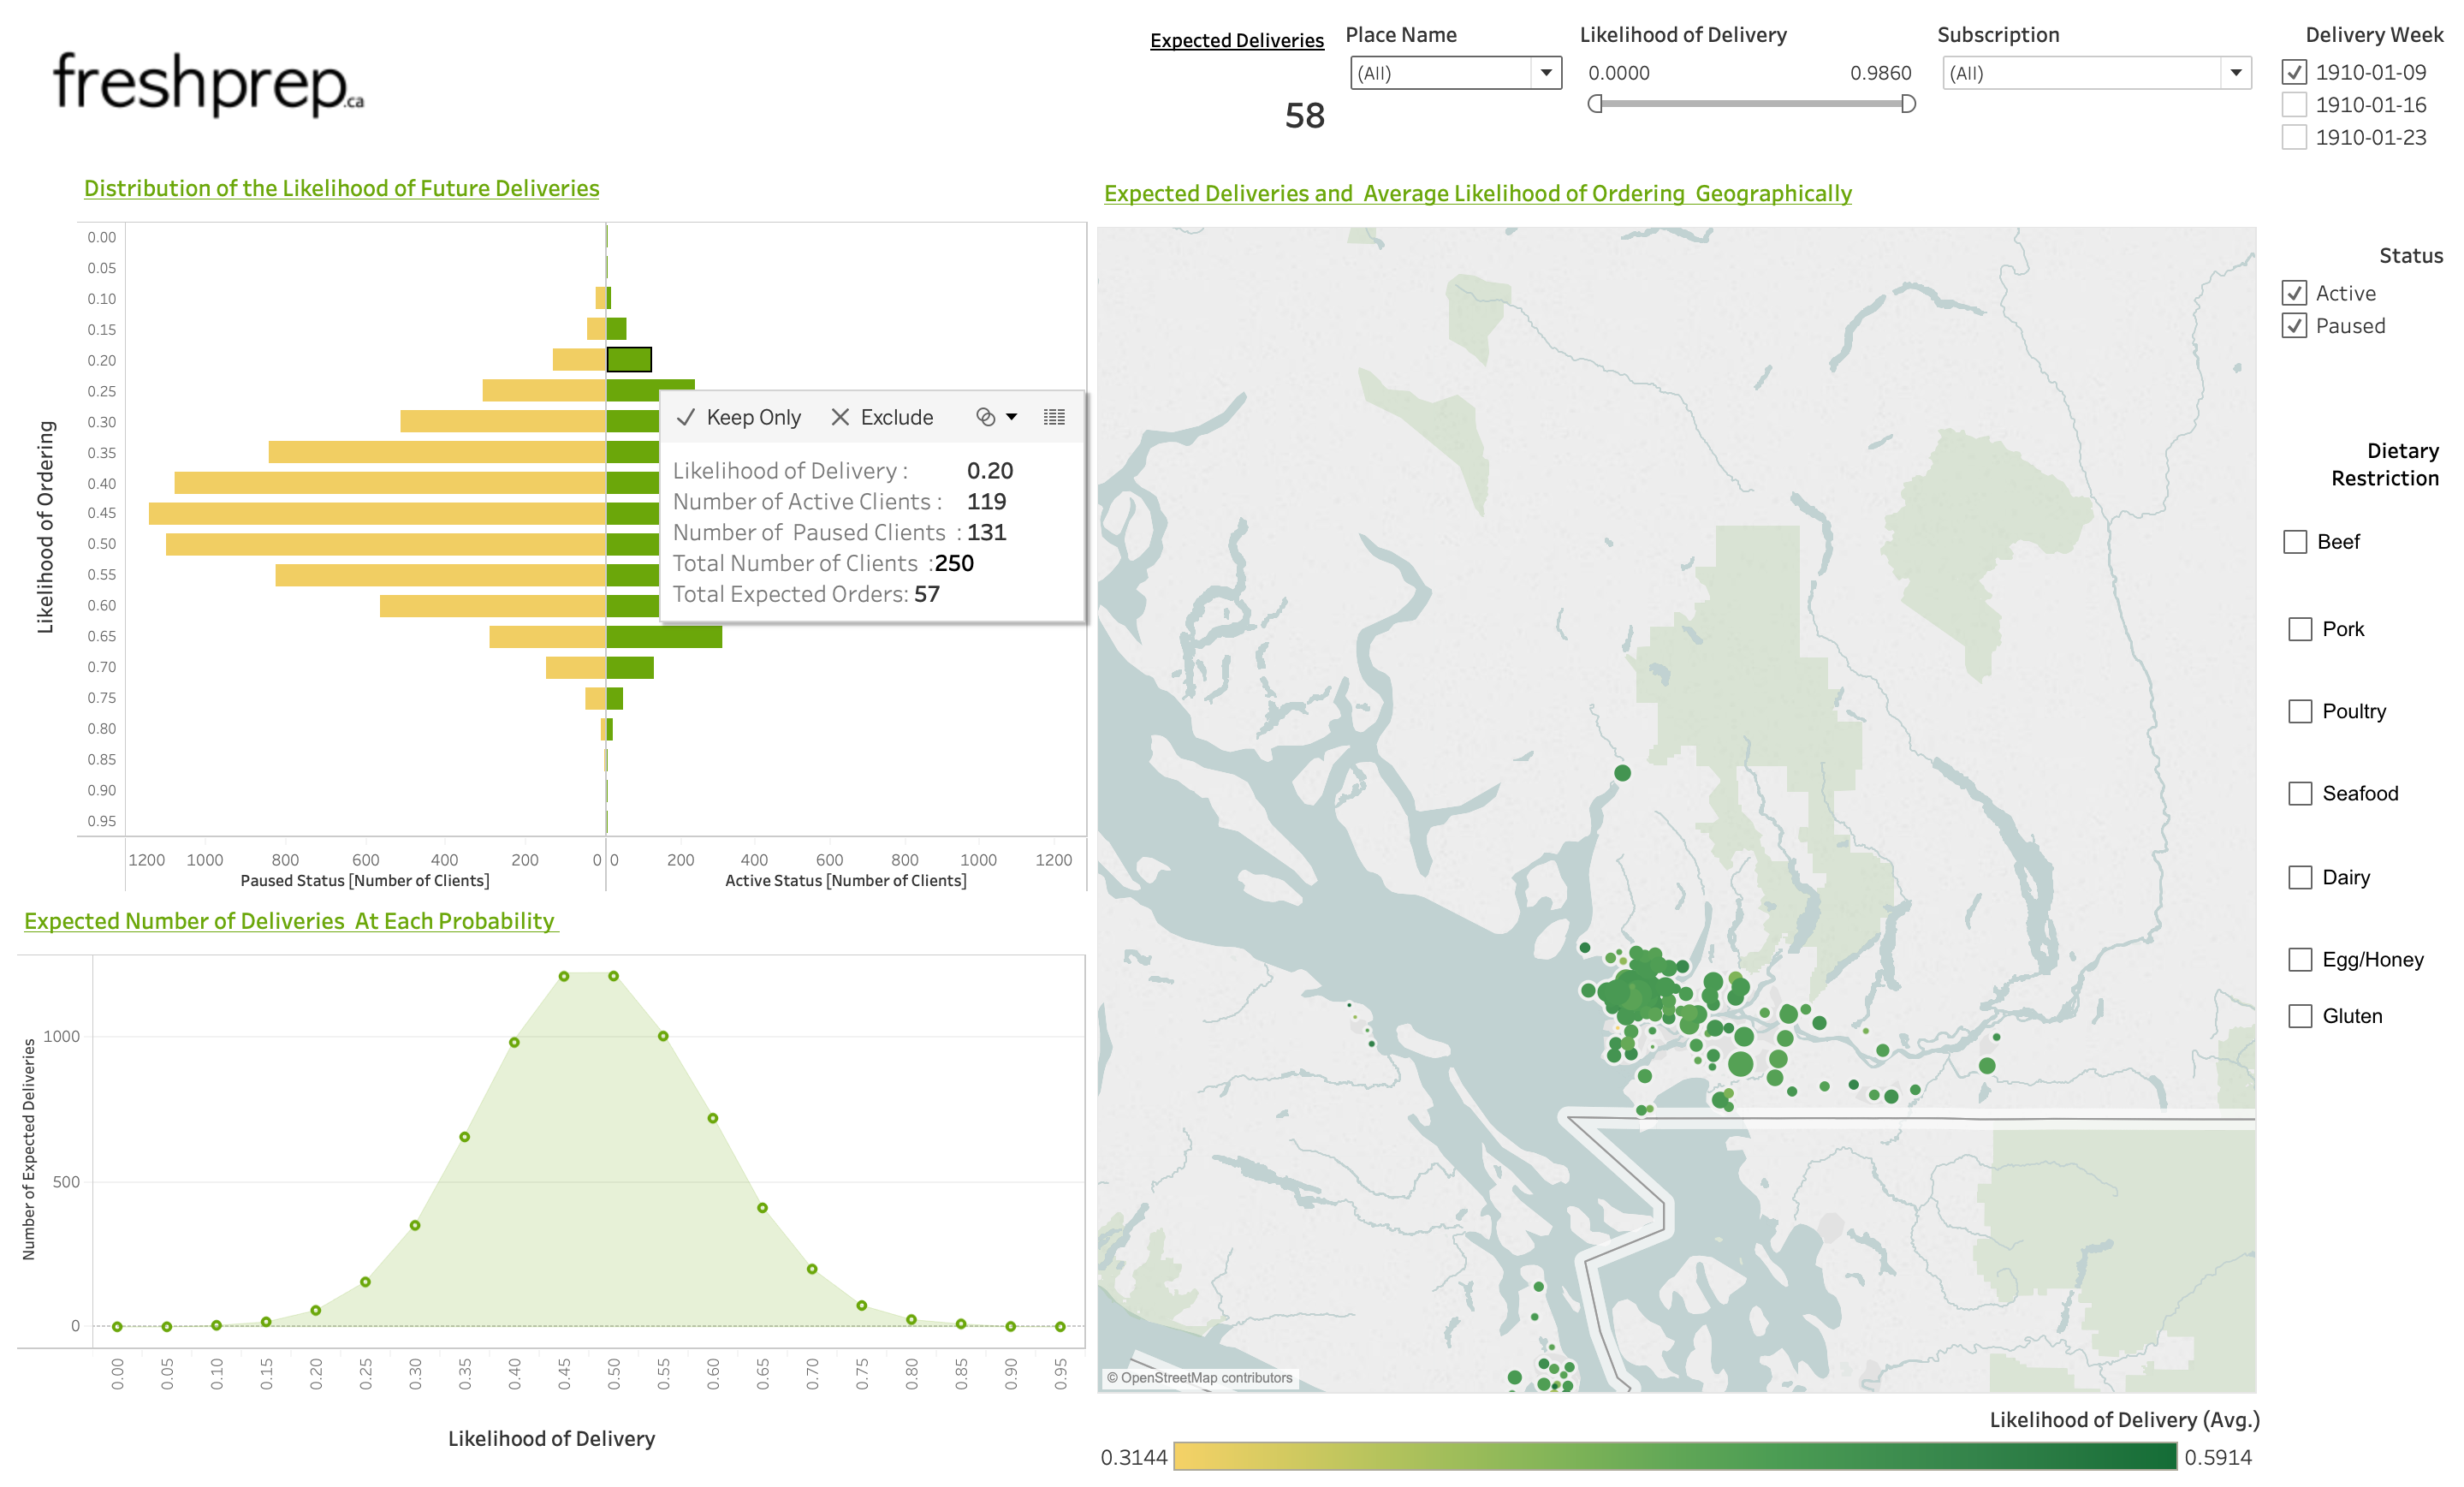 freshprep.ca
Expected Deliveries
58
Place Name
(All)
Likelihood of Delivery
0.0000 0.9860
Subscription
(All)
Delivery Week
1910-01-09
1910-01-16
1910-01-23
Distribution of the Likelihood of Future Deliveries
Likelihood of Ordering
0.00
0.05
0.10
0.15
0.20
0.25
0.30
0.35
0.40
0.45
0.50
0.55
0.60
0.65
0.70
0.75
0.80
0.85
0.90
0.95
Keep Only Exclude
Likelihood of Delivery : 0.20
Number of Active Clients : 119
Number of Paused Clients : 131
Total Number of Clients :250
Total Expected Orders: 57
1200 1000 800 600 400 200 0 0 200 400 600 800 1000 1200
Paused Status [Number of Clients] Active Status [Number of Clients]
Expected Number of Deliveries At Each Probability
Number of Expected Deliveries
1000
500
0
0.00 0.05 0.10 0.15 0.20 0.25 0.30 0.35 0.40 0.45 0.50 0.55 0.60 0.65 0.70 0.75 0.80 0.85 0.90 0.95
Likelihood of Delivery
Expected Deliveries and Average Likelihood of Ordering Geographically
© OpenStreetMap contributors
Likelihood of Delivery (Avg.)
0.3144 0.5914
Status
Active
Paused
Dietary
Restriction
Beef
Pork
Poultry
Seafood
Dairy
Egg/Honey
Gluten